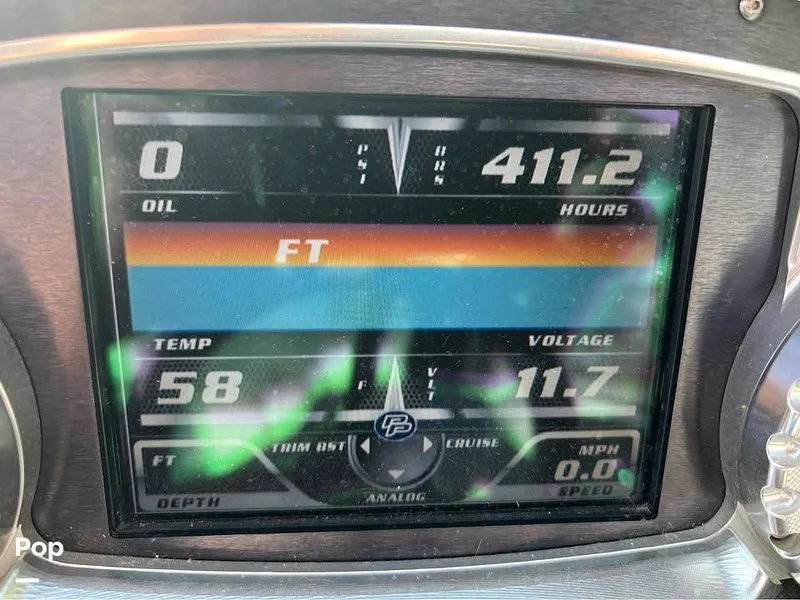 0 PSI HRS 411.2
OIL HOURS
FT
TEMP VOLTAGE
58 F VLT 11.7
FT TRIM RST CRUISE MPH
0.0
DEPTH ANALOG SPEED
Pop